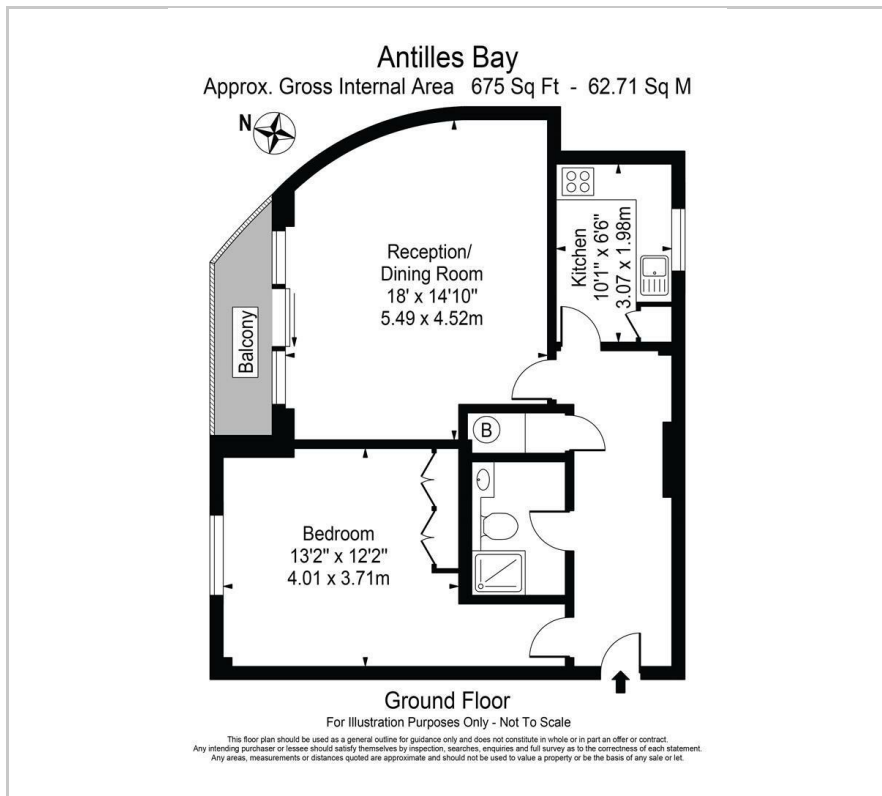 Antilles Bay
Approx. Gross Internal Area 675 Sq Ft - 62.71 Sq M
N
Reception/
Dining Room
18' x 14'10"
5.49 x 4.52m
Kitchen
10'1" x 6'6"
3.07 x 1.98m
Balcony
B
Bedroom
13'2" x 12'2"
4.01 x 3.71m
Ground Floor
For Illustration Purposes Only - Not To Scale
This floor plan should be used as a general outline for guidance only and does not constitute in whole or in part an offer or contract.
Any intending purchaser or lessee should satisfy themselves by inspection, searches, enquiries and full survey as to the correctness of each statement.
Any areas, measurements or distances quoted are approximate and should not be used to value a property or be the basis of any sale or let.